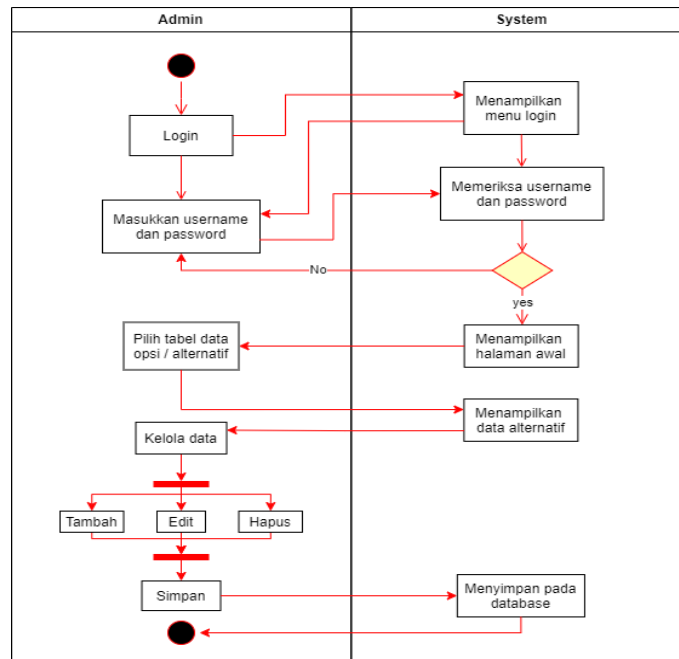 Admin
System
Menampilkan
menu login
Login
Memeriksa username
dan password
Masukkan username
dan password
No
yes
Pilih tabel data
opsi / alternatif
Menampilkan
halaman awal
Menampilkan
data alternatif
Kelola data
Tambah
Edit
Hapus
Simpan
Menyimpan pada
database